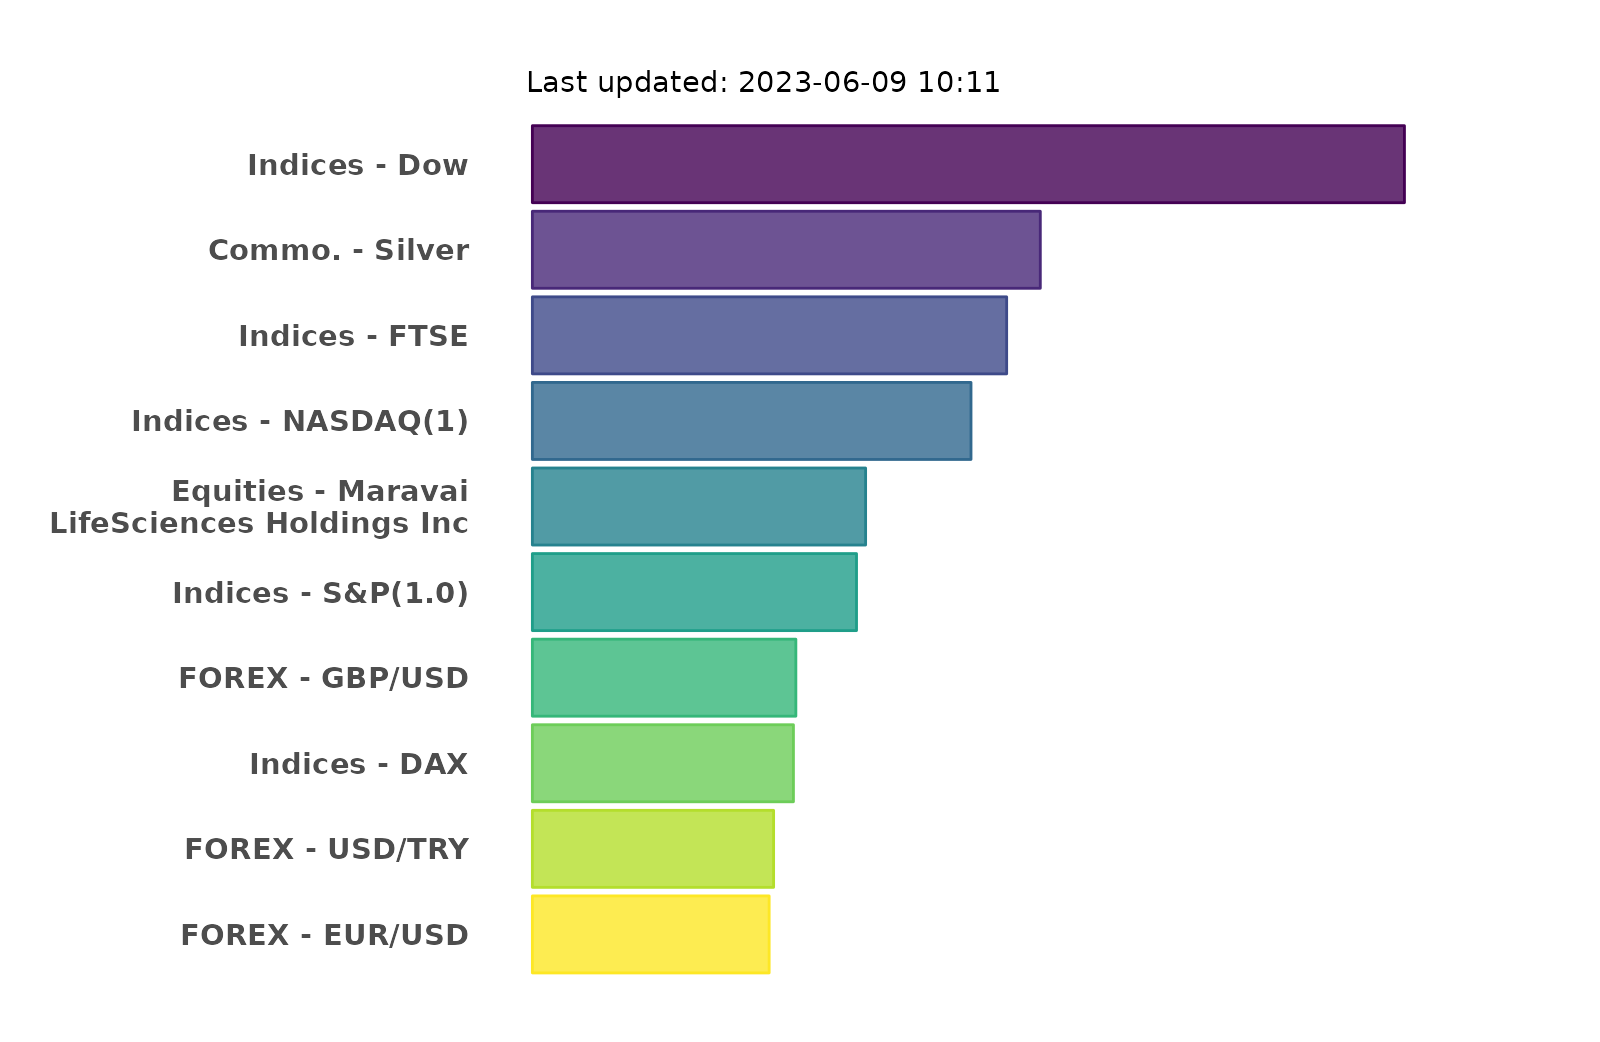 Last updated: 2023-06-09 10:11
Indices - Dow
Commo. - Silver
Indices - FTSE
Indices - NASDAQ(1)
Equities - Maravai
LifeSciences Holdings Inc
Indices - S&P(1.0)
FOREX - GBP/USD
Indices - DAX
FOREX - USD/TRY
FOREX - EUR/USD